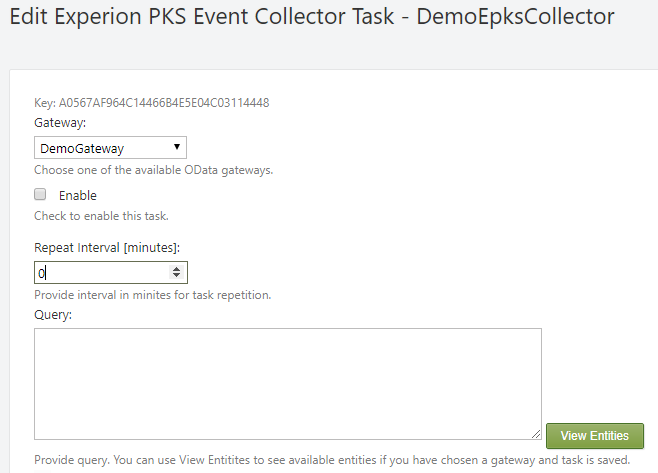 Edit Experion PKS Event Collector Task - DemoEpksCollector
Key: A0567AF964C14466B4E5E04C03114448
Gateway:
DemoGateway
Choose one of the available OData gateways.
Enable
Check to enable this task.
Repeat Interval [minutes]:
0
Provide interval in minites for task repetition.
Query:
View Entities
Provide query. You can use View Entitites to see available entities if you have chosen a gateway and task is saved.